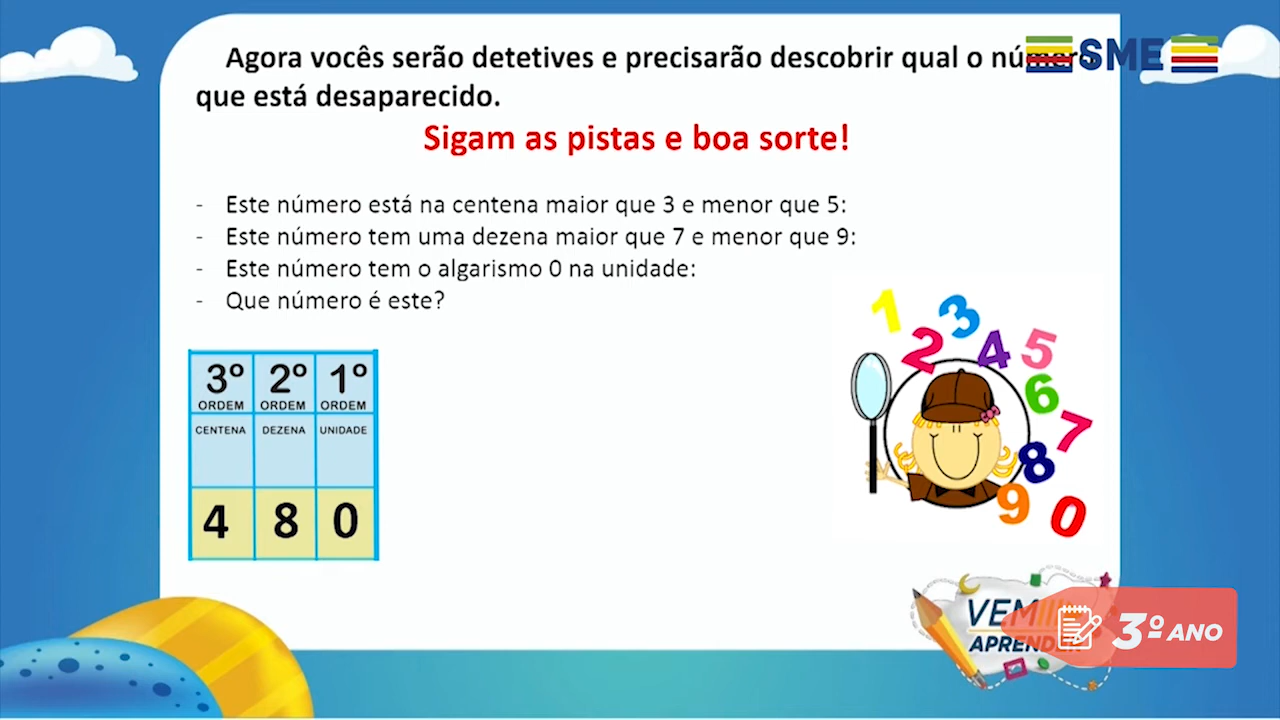 Agora vocês serão detetives e precisarão descobrir qual o número
que está desaparecido.
SME
Sigam as pistas e boa sorte!
- Este número está na centena maior que 3 e menor que 5:
- Este número tem uma dezena maior que 7 e menor que 9:
- Este número tem o algarismo 0 na unidade:
- Que número é este?
3º 2º 1º
ORDEM ORDEM ORDEM
CENTENA DEZENA UNIDADE
4 8 0
1 2 3 4 5 6 7 8 9 0
VEM
APRENDER
3º ANO